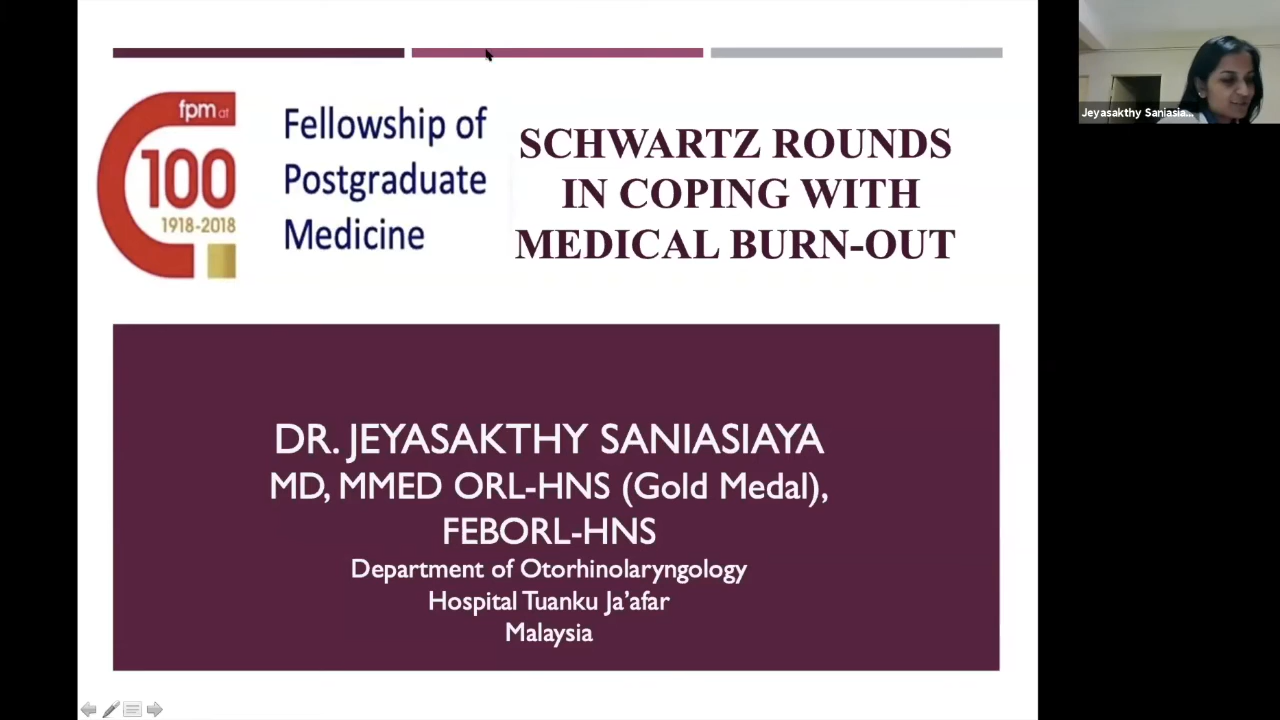 fpm at
100
1918-2018
Fellowship of
Postgraduate
Medicine
SCHWARTZ ROUNDS
IN COPING WITH
MEDICAL BURN-OUT
DR. JEYASAKTHY SANIASIAYA
MD, MMED ORL-HNS (Gold Medal),
FEBORL-HNS
Department of Otorhinolaryngology
Hospital Tuanku Ja’afar
Malaysia
Jeyasakthy Saniasia...